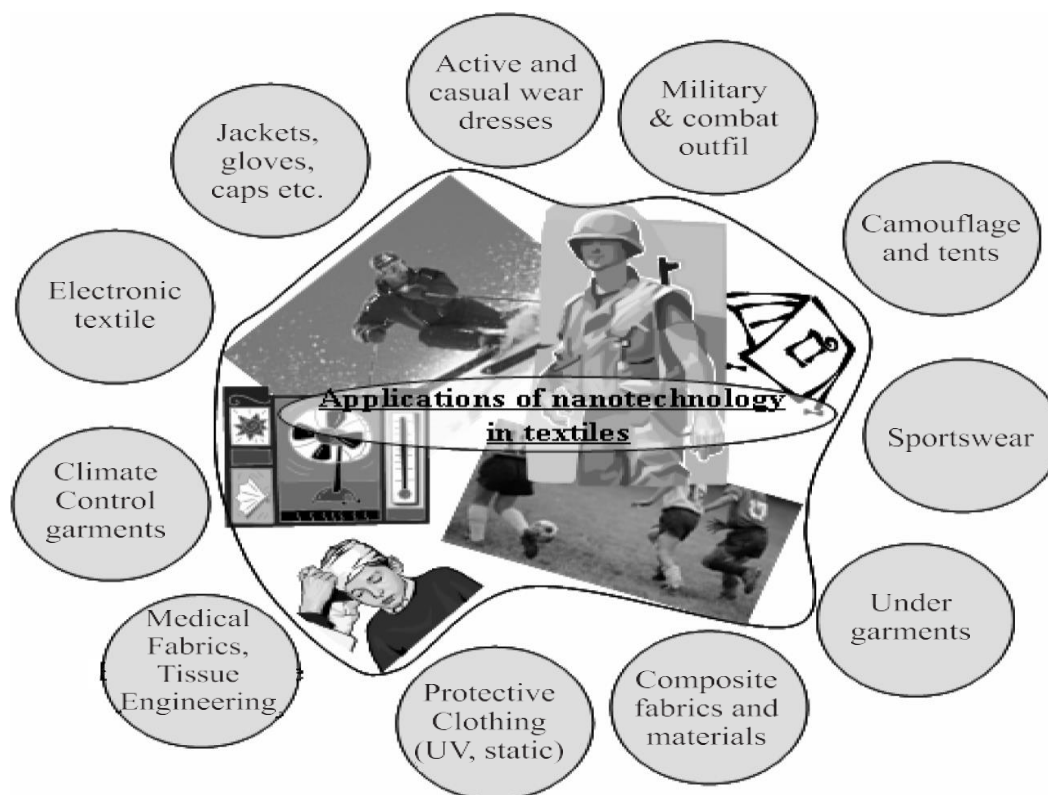 Active and
casual wear
dresses
Military
& combat
outfil
Jackets,
gloves,
caps etc.
Camouflage
and tents
Electronic
textile
Applications of nanotechnology
in textiles
Sportswear
Climate
Control
garments
Under
garments
Medical
Fabrics,
Tissue
Engineering
Protective
Clothing
(UV, static)
Composite
fabrics and
materials